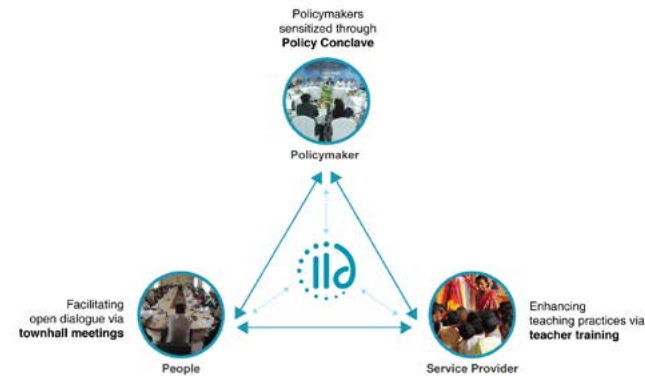 Policymakers
sensitized through
Policy Conclave
Policymaker
iid
Facilitating
open dialogue via
townhall meetings
People
Enhancing
teaching practices via
teacher training
Service Provider